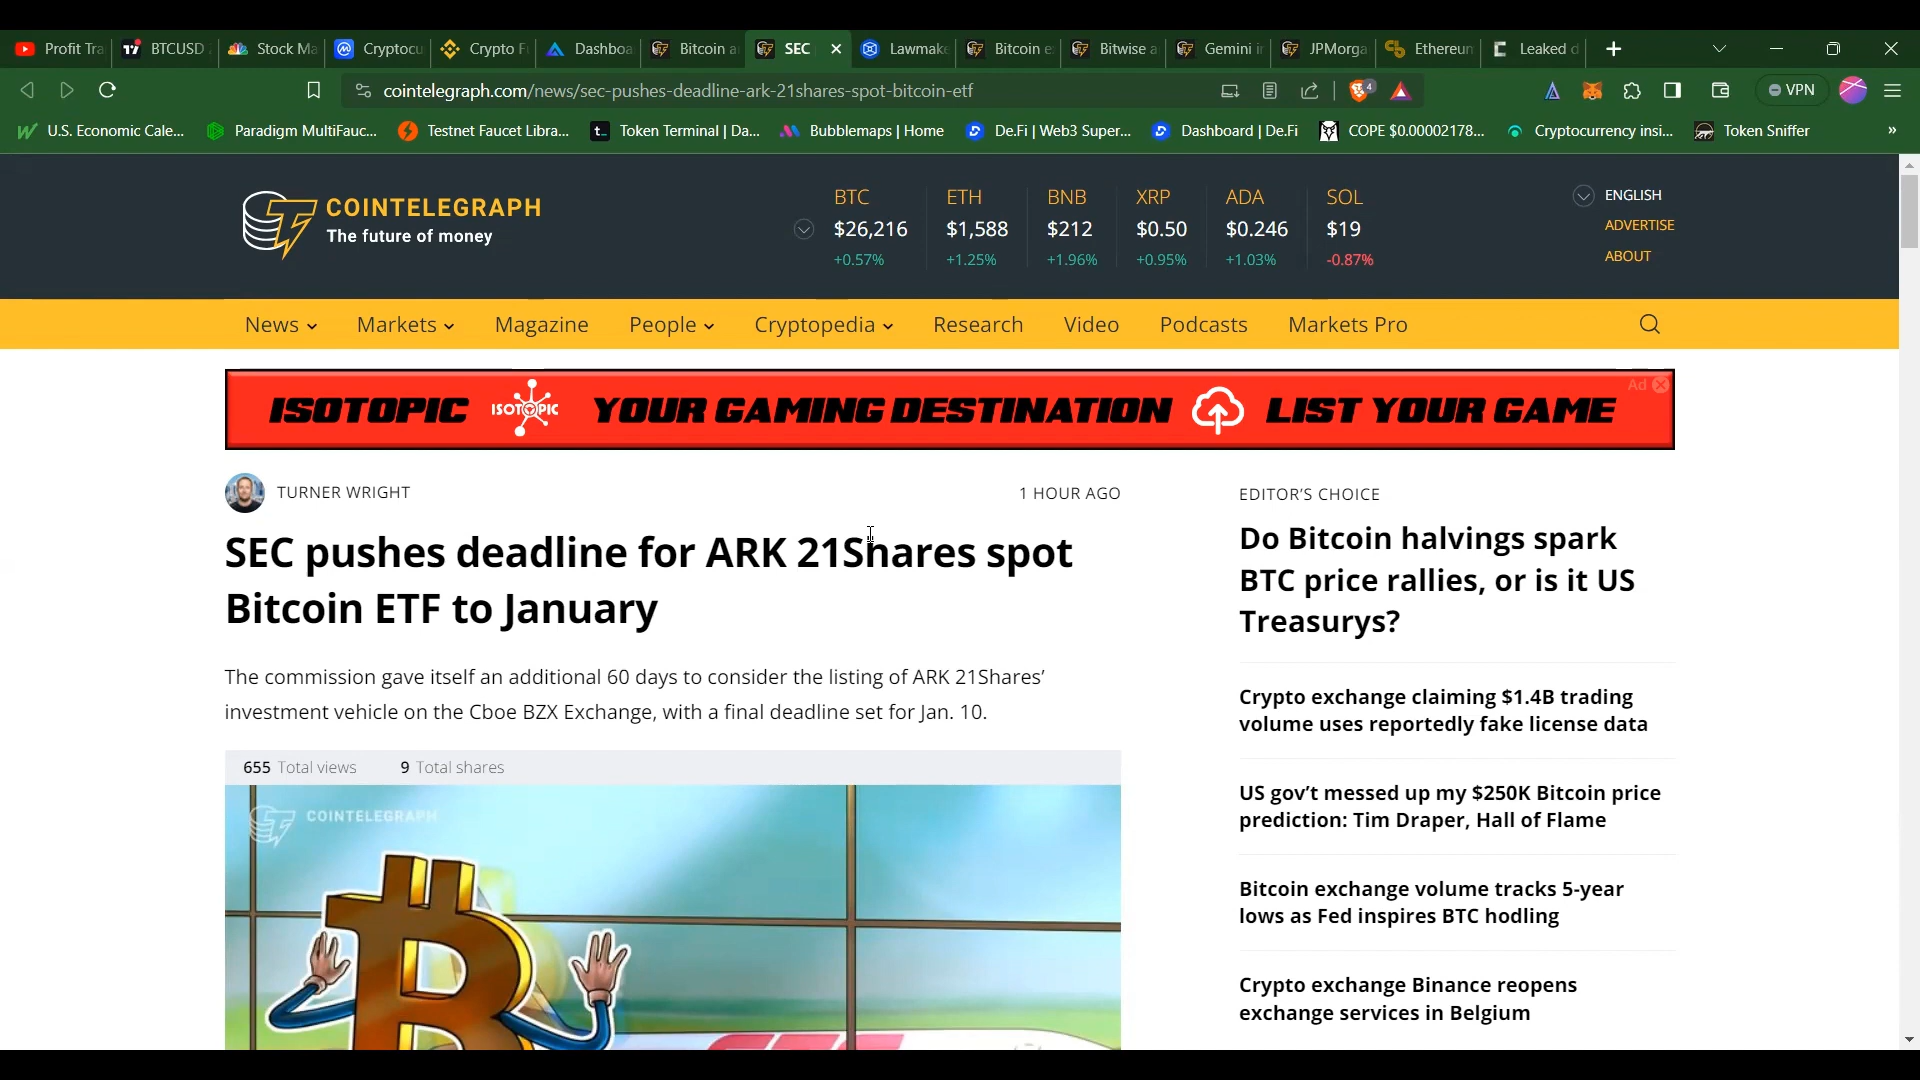 Profit Tra
BTCUSD
Stock Ma
Cryptocu
Crypto F
Dashboa
Bitcoin a
SEC
Lawmake
Bitcoin e
Bitwise a
Gemini i
JPMorga
Ethereum
Leaked d
cointelegraph.com/news/sec-pushes-deadline-ark-21shares-spot-bitcoin-etf
4
VPN
U.S. Economic Cale...
Paradigm MultiFauc...
Testnet Faucet Libra...
Token Terminal | Da...
Bubblemaps | Home
De.Fi | Web3 Super...
Dashboard | De.Fi
COPE $0.00002178...
Cryptocurrency insi...
Token Sniffer
COINTELEGRAPH
The future of money
BTC ETH BNB XRP ADA SOL
$26,216 $1,588 $212 $0.50 $0.246 $19
+0.57% +1.25% +1.96% +0.95% +1.03% -0.87%
ENGLISH
ADVERTISE
ABOUT
News Markets Magazine People Cryptopedia Research Video Podcasts Markets Pro
ISOTOPIC ISOTOPIC YOUR GAMING DESTINATION LIST YOUR GAME
Ad
TURNER WRIGHT
1 HOUR AGO
SEC pushes deadline for ARK 21Shares spot
Bitcoin ETF to January
The commission gave itself an additional 60 days to consider the listing of ARK 21Shares’
investment vehicle on the Cboe BZX Exchange, with a final deadline set for Jan. 10.
655 Total views 9 Total shares
COINTELEGRAPH
EDITOR’S CHOICE
Do Bitcoin halvings spark
BTC price rallies, or is it US
Treasurys?
Crypto exchange claiming $1.4B trading
volume uses reportedly fake license data
US gov’t messed up my $250K Bitcoin price
prediction: Tim Draper, Hall of Flame
Bitcoin exchange volume tracks 5-year
lows as Fed inspires BTC hodling
Crypto exchange Binance reopens
exchange services in Belgium